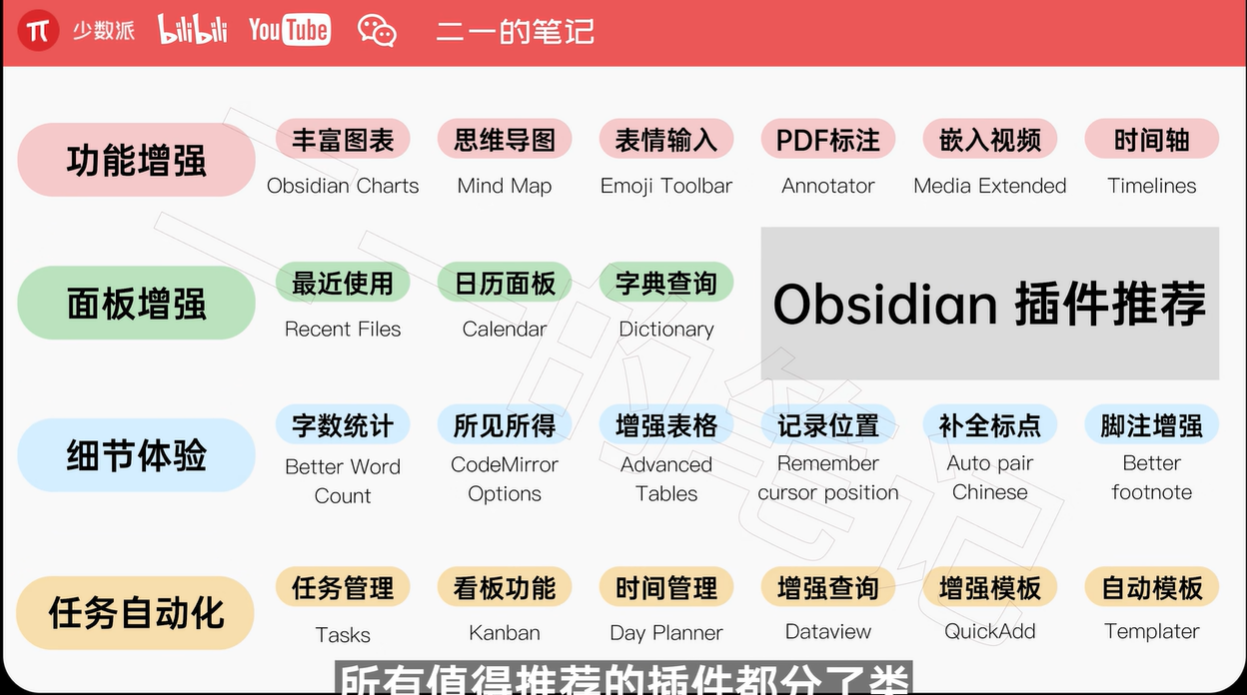 π 少数派 bilibili YouTube 二一的笔记
功能增强
丰富图表 思维导图 表情输入 PDF标注 嵌入视频 时间轴
Obsidian Charts Mind Map Emoji Toolbar Annotator Media Extended Timelines
面板增强
最近使用 日历面板 字典查询
Recent Files Calendar Dictionary
Obsidian 插件推荐
细节体验
字数统计 所见所得 增强表格 记录位置 补全标点 脚注增强
Better Word CodeMirror Advanced Remember Auto pair Better
Count Options Tables cursor position Chinese footnote
任务自动化
任务管理 看板功能 时间管理 增强查询 增强模板 自动模板
Tasks Kanban Day Planner Dataview QuickAdd Templater
所有值得推荐的插件都分了类
二一的笔记